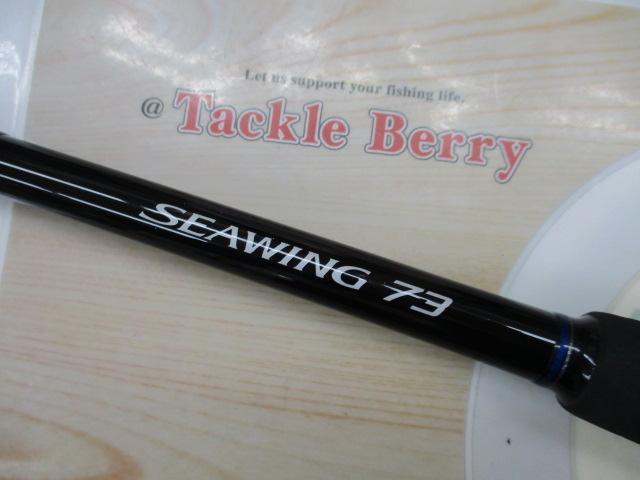 Let us support your fishing life.
@ Tackle Berry
SEAWING 73